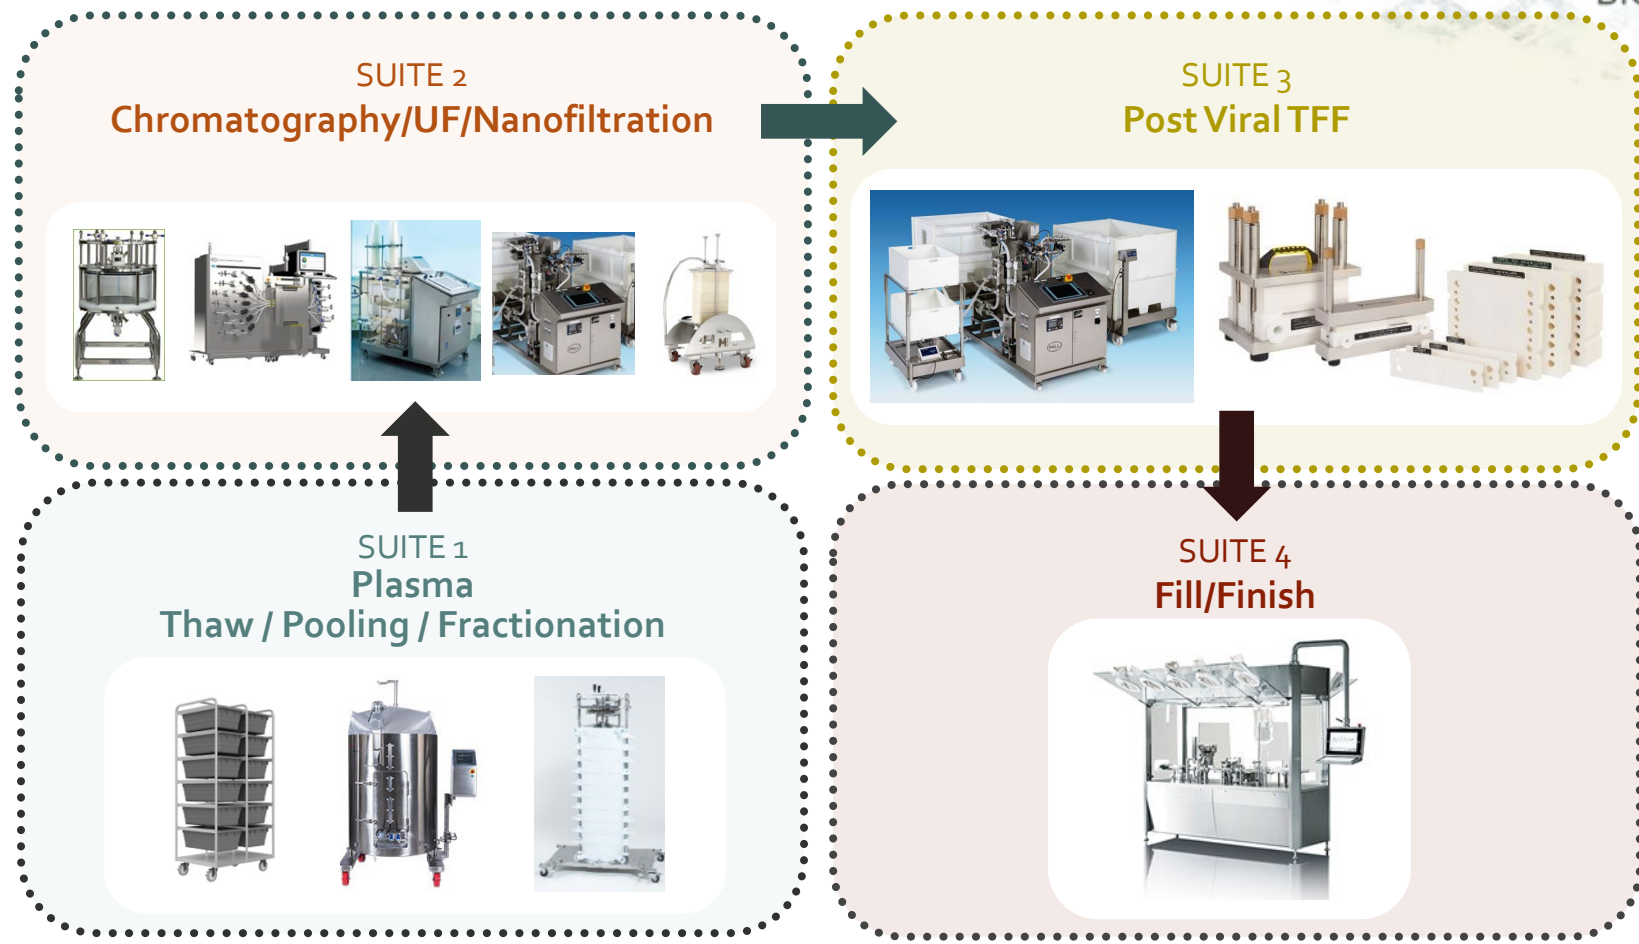 SUITE 2
Chromatography/UF/Nanofiltration
SUITE 3
Post Viral TFF
PALL
SUITE 1
Plasma
Thaw / Pooling / Fractionation
SUITE 4
Fill/Finish